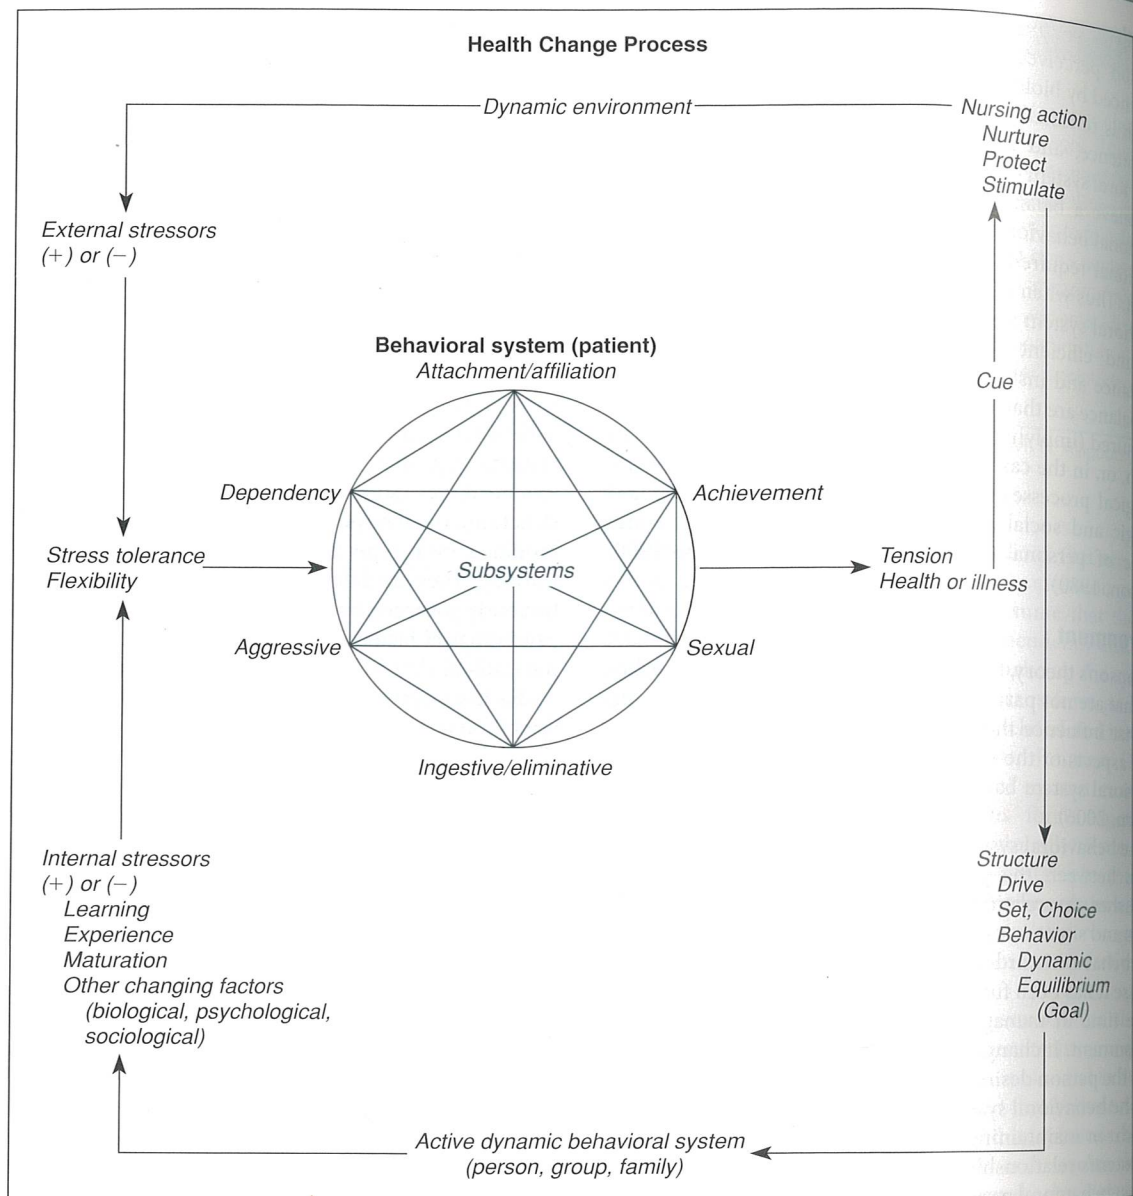 Health Change Process
Dynamic environment
Nursing action
Nurture
Protect
Stimulate
External stressors
(+) or (−)
Cue
Behavioral system (patient)
Attachment/affiliation
Dependency
Achievement
Stress tolerance
Flexibility
Subsystems
Tension
Health or illness
Aggressive
Sexual
Ingestive/eliminative
Internal stressors
(+) or (−)
Learning
Experience
Maturation
Other changing factors
(biological, psychological,
sociological)
Structure
Drive
Set, Choice
Behavior
Dynamic
Equilibrium
(Goal)
Active dynamic behavioral system
(person, group, family)